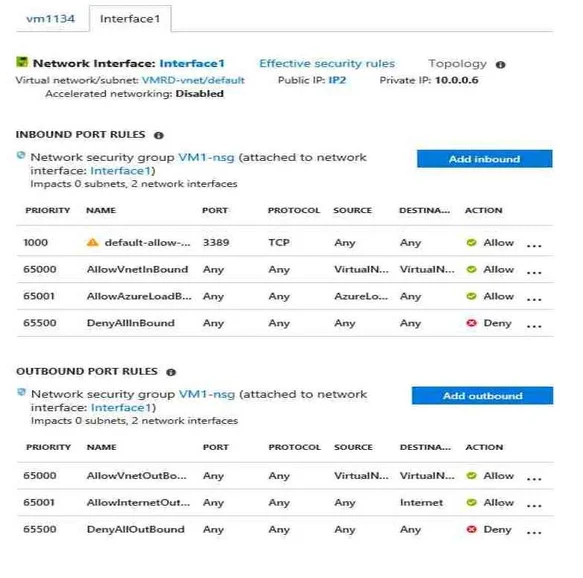 vm1134 Interface1
Network Interface: Interface1 Effective security rules Topology
Virtual network/subnet: VMRD-vnet/default Public IP: IP2 Private IP: 10.0.0.6
Accelerated networking: Disabled
INBOUND PORT RULES
Network security group VM1-nsg (attached to network
interface: Interface1)
Impacts 0 subnets, 2 network interfaces
Add inbound
PRIORITY NAME PORT PROTOCOL SOURCE DESTINA... ACTION
1000 default-allow-... 3389 TCP Any Any Allow ...
65000 AllowVnetInBound Any Any VirtualN... VirtualN... Allow ...
65001 AllowAzureLoadB... Any Any AzureLo... Any Allow ...
65500 DenyAllInBound Any Any Any Any Deny ...
OUTBOUND PORT RULES
Network security group VM1-nsg (attached to network
interface: Interface1)
Impacts 0 subnets, 2 network interfaces
Add outbound
PRIORITY NAME PORT PROTOCOL SOURCE DESTINA... ACTION
65000 AllowVnetOutBo... Any Any VirtualN... VirtualN... Allow ...
65001 AllowInternetOut... Any Any Any Internet Allow ...
65500 DenyAllOutBound Any Any Any Any Deny ...